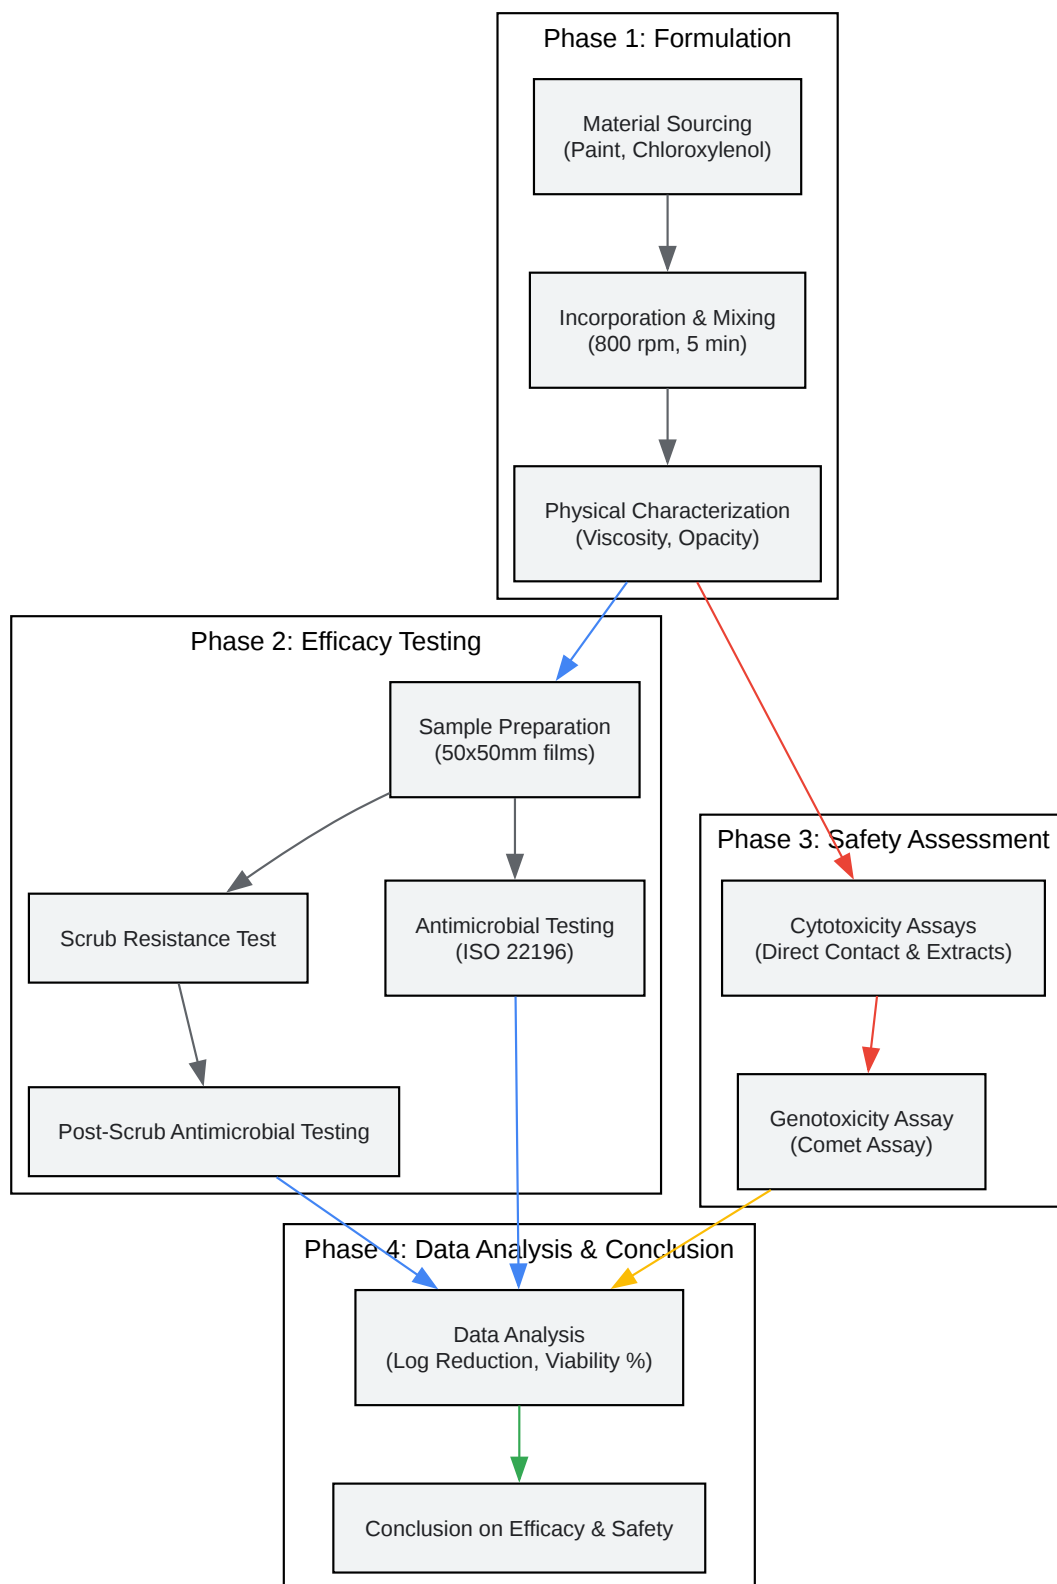 Phase 1: Formulation
Material Sourcing
(Paint, Chloroxylenol)
Incorporation & Mixing
(800 rpm, 5 min)
Physical Characterization
(Viscosity, Opacity)
Phase 2: Efficacy Testing
Sample Preparation
(50x50mm films)
Scrub Resistance Test
Antimicrobial Testing
(ISO 22196)
Post-Scrub Antimicrobial Testing
Phase 3: Safety Assessment
Cytotoxicity Assays
(Direct Contact & Extracts)
Genotoxicity Assay
(Comet Assay)
Phase 4: Data Analysis & Conclusion
Data Analysis
(Log Reduction, Viability %)
Conclusion on Efficacy & Safety